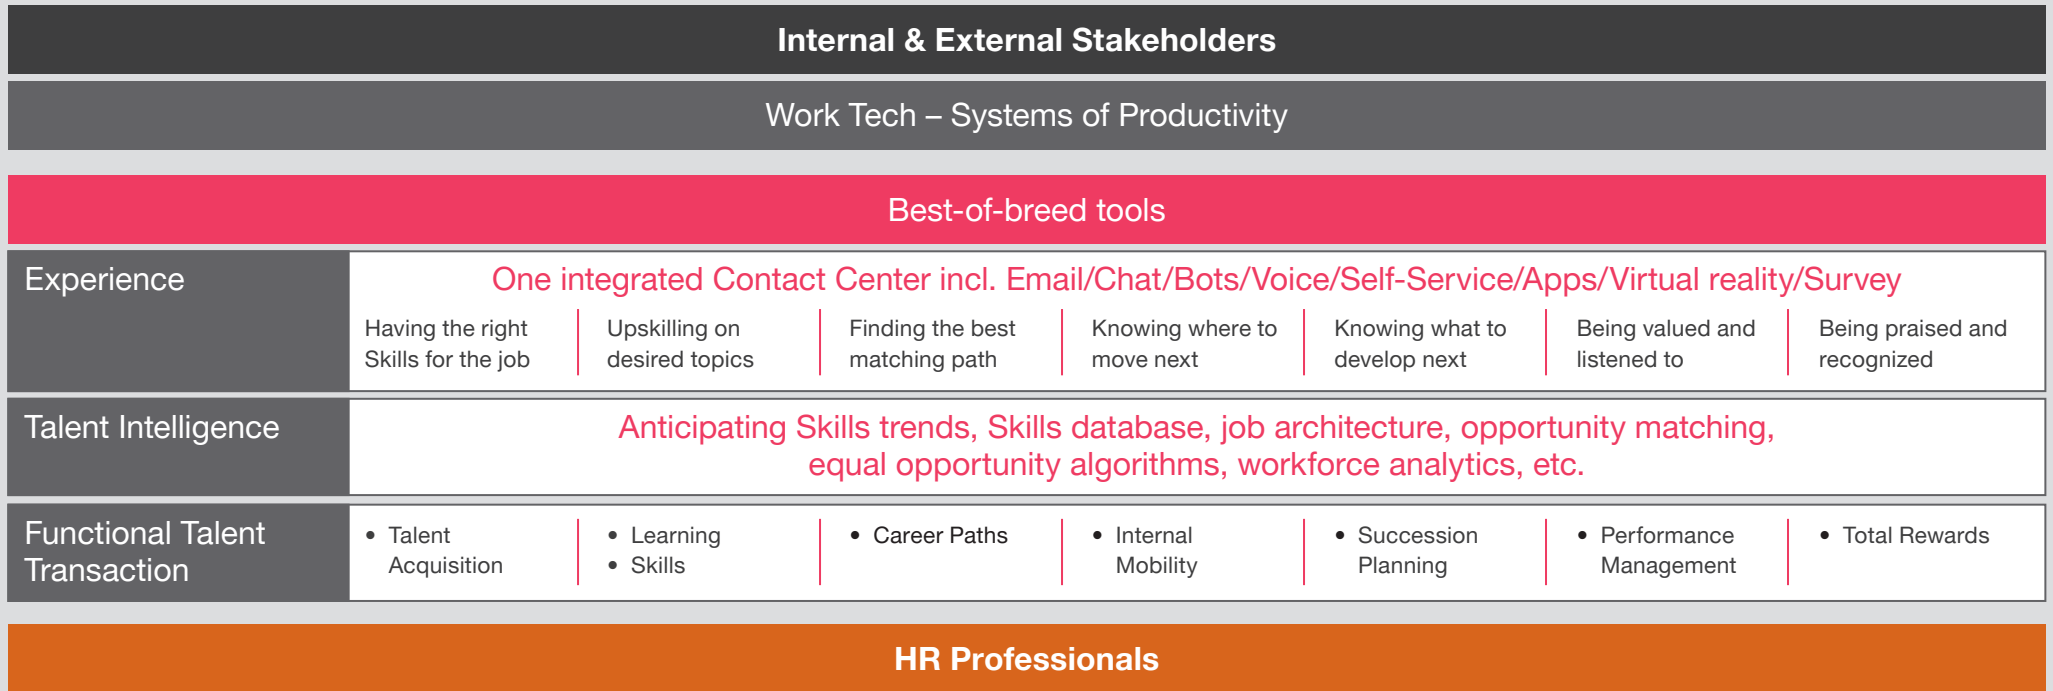 Internal & External Stakeholders
Work Tech – Systems of Productivity
Best-of-breed tools
Experience
One integrated Contact Center incl. Email/Chat/Bots/Voice/Self-Service/Apps/Virtual reality/Survey
Having the right
Skills for the job
Upskilling on
desired topics
Finding the best
matching path
Knowing where to
move next
Knowing what to
develop next
Being valued and
listened to
Being praised and
recognized
Talent Intelligence
Anticipating Skills trends, Skills database, job architecture, opportunity matching,
equal opportunity algorithms, workforce analytics, etc.
Functional Talent
Transaction
• Talent
Acquisition
• Learning
• Skills
• Career Paths
• Internal
Mobility
• Succession
Planning
• Performance
Management
• Total Rewards
HR Professionals